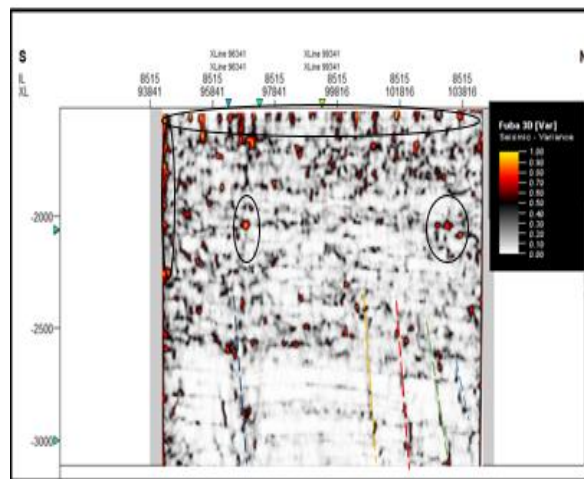 S N
XLine 96341 XLine 99341
XLine 96341 XLine 99341
IL 8515 8515 8515 8515 8515 8515
XL 93841 95841 97841 99816 101816 103816
Fuba 3D [Var]
Seismic - Variance
1.00
0.90
0.80
0.70
0.60
0.50
0.40
0.30
0.20
0.10
0.00
-2000
-2500
-3000